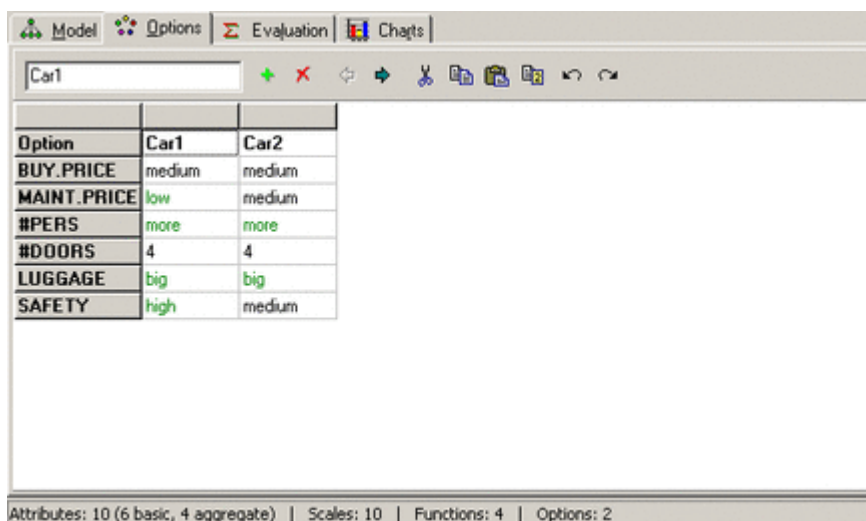 Model Options Evaluation Charts
Car1
Option Car1 Car2
BUY.PRICE medium medium
MAINT.PRICE low medium
#PERS more more
#DOORS 4 4
LUGGAGE big big
SAFETY high medium
Attributes: 10 (6 basic, 4 aggregate) | Scales: 10 | Functions: 4 | Options: 2